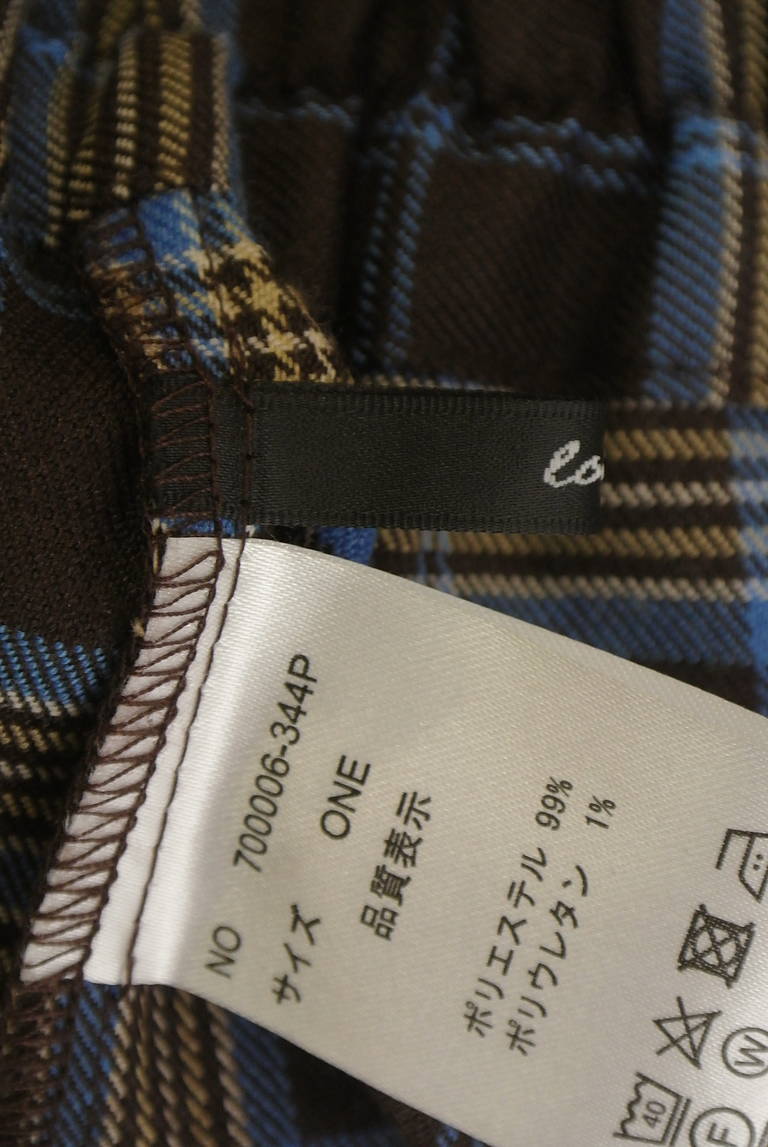 lo
NO 700006-344P
サイズ ONE
品質表示
ポリエステル 99%
ポリウレタン 1%
40
W
F